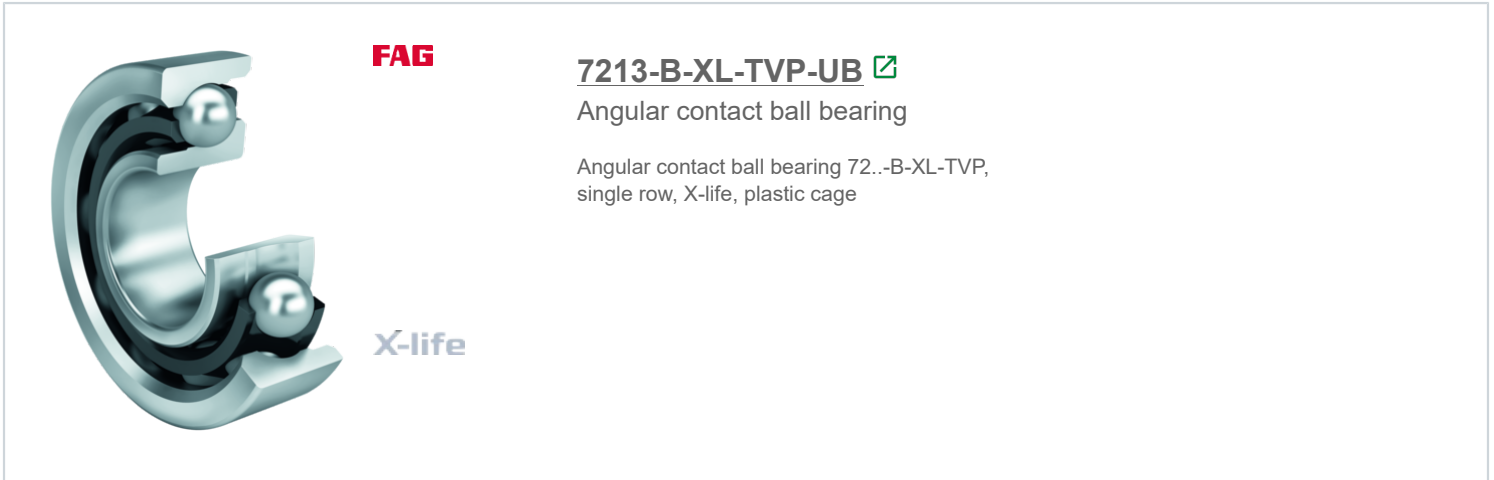 FAG
7213-B-XL-TVP-UB
Angular contact ball bearing
Angular contact ball bearing 72..-B-XL-TVP,
single row, X-life, plastic cage
X-life